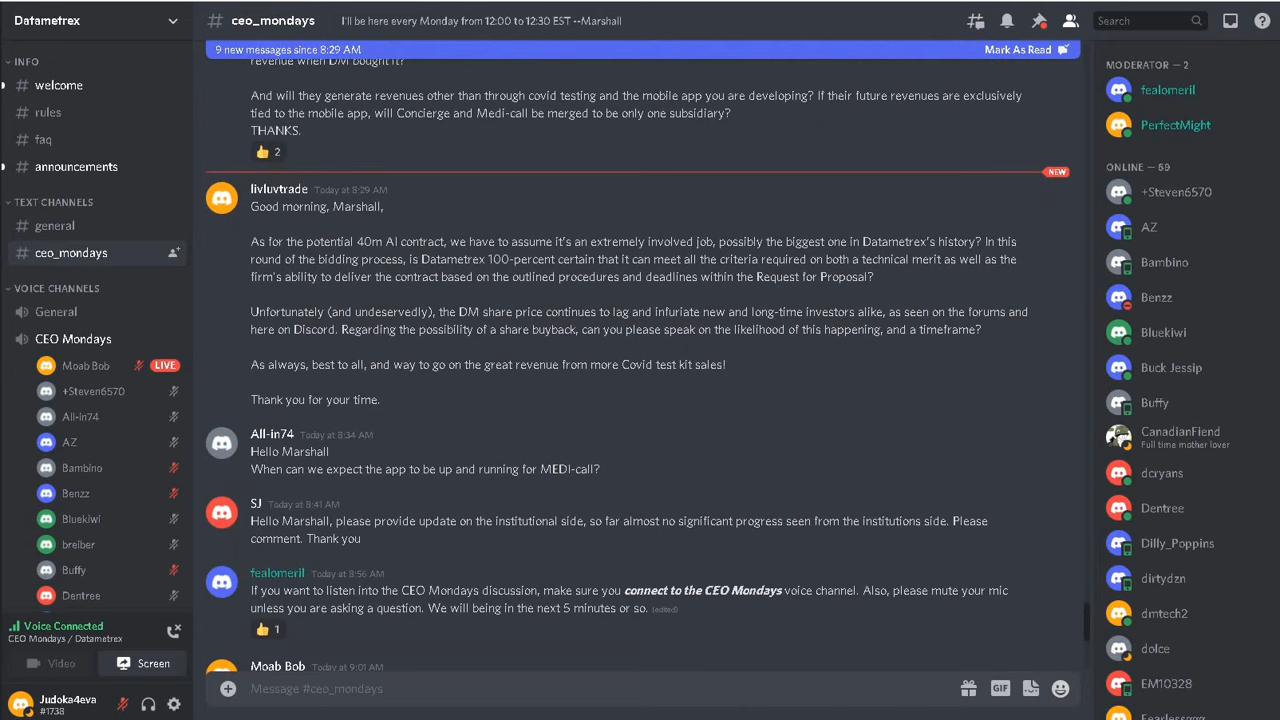 Datametrex
ceo_mondays
I'll be here every Monday from 12:00 to 12:30 EST --Marshall
Search
INFO
welcome
rules
faq
announcements
TEXT CHANNELS
general
ceo_mondays
VOICE CHANNELS
General
CEO Mondays
Moab Bob
LIVE
+Steven6570
All-in74
AZ
Bambino
Benzz
Bluekiwi
breiber
Buffy
Dentree
Voice Connected
CEO Mondays / Datametrex
Video
Screen
Judoka4eva
#1738
9 new messages since 8:29 AM
Mark As Read
revenue when DM bought it?
And will they generate revenues other than through covid testing and the mobile app you are developing? If their future revenues are exclusively
tied to the mobile app, will Concierge and Medi-call be merged to be only one subsidiary?
THANKS.
2
NEW
livluvtrade Today at 8:29 AM
Good morning, Marshall,
As for the potential 40m AI contract, we have to assume it's an extremely involved job, possibly the biggest one in Datametrex's history? In this
round of the bidding process, is Datametrex 100-percent certain that it can meet all the criteria required on both a technical merit as well as the
firm's ability to deliver the contract based on the outlined procedures and deadlines within the Request for Proposal?
Unfortunately (and undeservedly), the DM share price continues to lag and infuriate new and long-time investors alike, as seen on the forums and
here on Discord. Regarding the possibility of a share buyback, can you please speak on the likelihood of this happening, and a timeframe?
As always, best to all, and way to go on the great revenue from more Covid test kit sales!
Thank you for your time.
All-in74 Today at 8:34 AM
Hello Marshall
When can we expect the app to be up and running for MEDI-call?
SJ Today at 8:41 AM
Hello Marshall, please provide update on the institutional side, so far almost no significant progress seen from the institutions side. Please
comment. Thank you
fealomeril Today at 8:56 AM
If you want to listen into the CEO Mondays discussion, make sure you connect to the CEO Mondays voice channel. Also, please mute your mic
unless you are asking a question. We will being in the next 5 minutes or so. (edited)
1
Moab Bob Today at 9:01 AM
Message #ceo_mondays
GIF
MODERATOR — 2
fealomeril
PerfectMight
ONLINE — 59
+Steven6570
AZ
Bambino
Benzz
Bluekiwi
Buck Jessip
Buffy
CanadianFiend
Full time mother lover
dcryans
Dentree
Dilly_Poppins
dirtydzn
dmtech2
dolce
EM10328